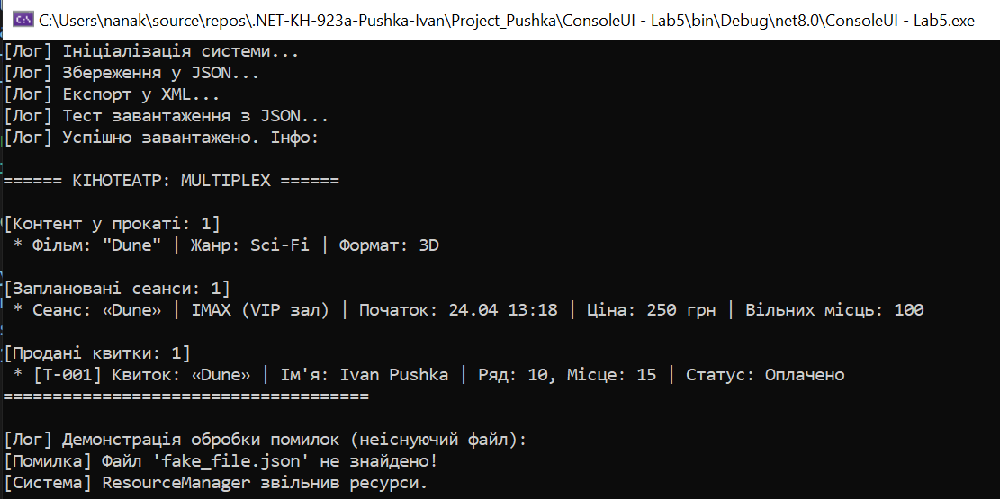 C:\Users\nanak\source\repos\.NET-KH-923a-Pushka-Ivan\Project_Pushka\ConsoleUI - Lab5\bin\Debug\net8.0\ConsoleUI - Lab5.exe
[Лог] Ініціалізація системи...
[Лог] Збереження у JSON...
[Лог] Експорт у XML...
[Лог] Тест завантаження з JSON...
[Лог] Успішно завантажено. Інфо:
====== КІНОТЕАТР: MULTIPLEX ======
[Контент у прокаті: 1]
* Фільм: "Dune" | Жанр: Sci-Fi | Формат: 3D
[Заплановані сеанси: 1]
* Сеанс: «Dune» | IMAX (VIP зал) | Початок: 24.04 13:18 | Ціна: 250 грн | Вільних місць: 100
[Продані квитки: 1]
* [T-001] Квиток: «Dune» | Ім'я: Ivan Pushka | Ряд: 10, Місце: 15 | Статус: Оплачено
=====================================
[Лог] Демонстрація обробки помилок (неіснуючий файл):
[Помилка] Файл 'fake_file.json' не знайдено!
[Система] ResourceManager звільнив ресурси.